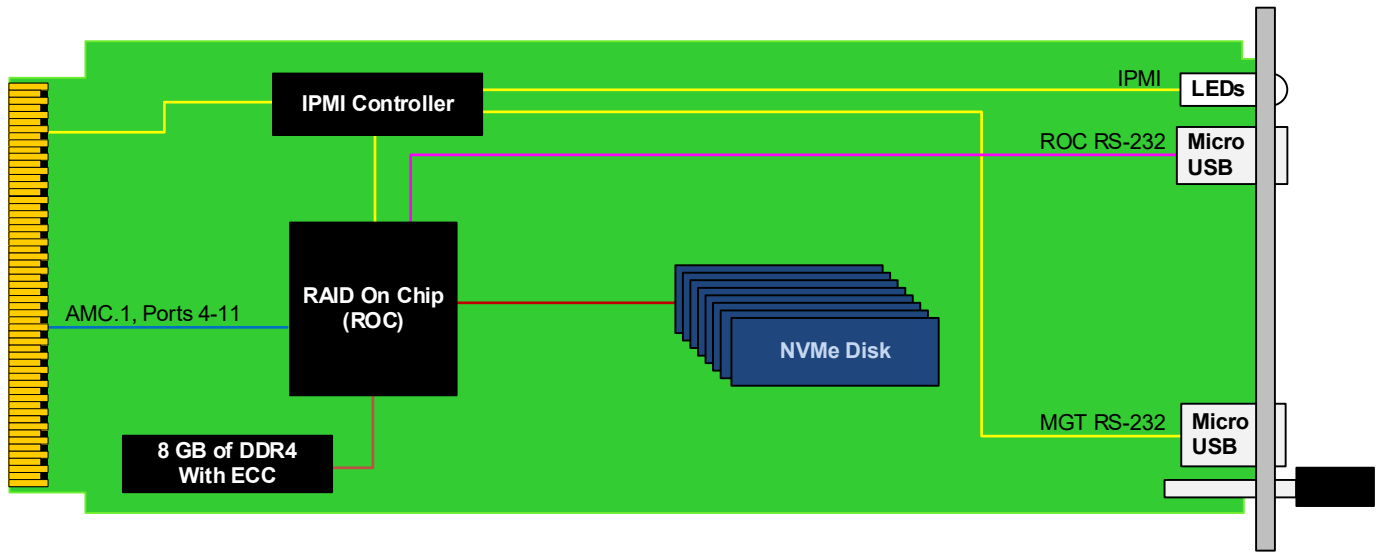 IPMI
LEDs
IPMI Controller
ROC RS-232
Micro
USB
RAID On Chip
(ROC)
AMC.1, Ports 4-11
NVMe Disk
MGT RS-232
Micro
USB
8 GB of DDR4
With ECC